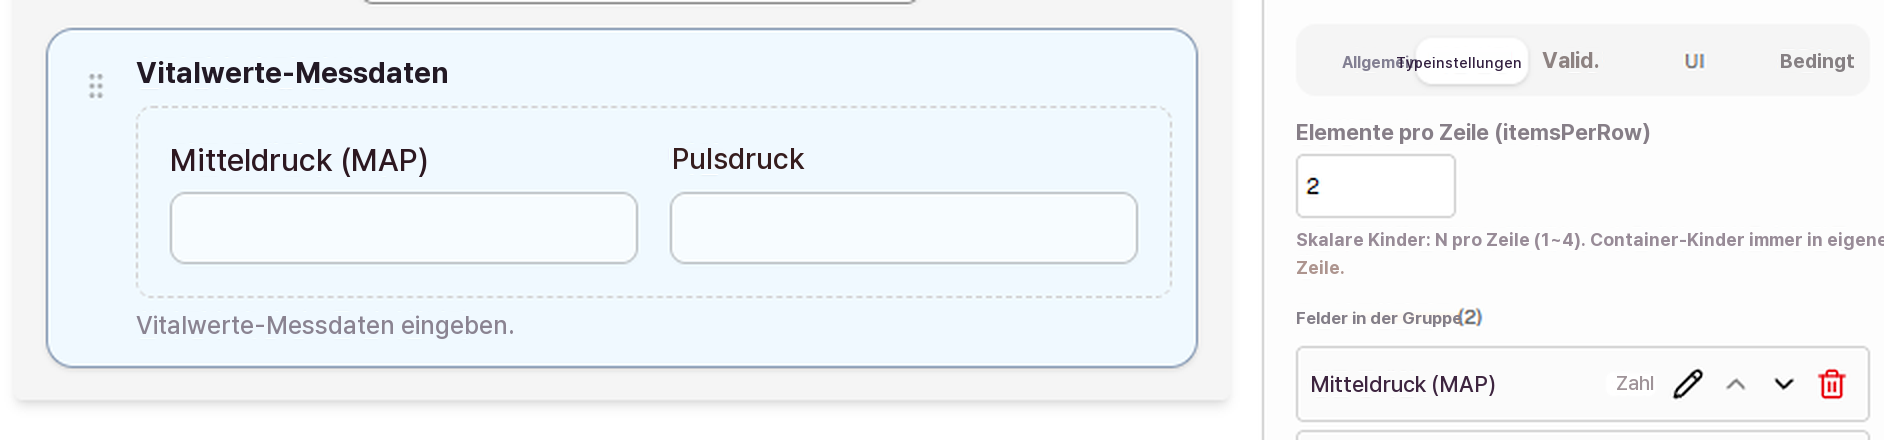 Vitalwerte-Messdaten
Mitteldruck (MAP) Pulsdruck
Vitalwerte-Messdaten eingeben.
Allgemein Typeinstellungen Valid. UI Bedingt
Elemente pro Zeile (itemsPerRow)
2
Skalare Kinder: N pro Zeile (1~4). Container-Kinder immer in eigene
Zeile.
Felder in der Gruppe (2)
Mitteldruck (MAP) Zahl